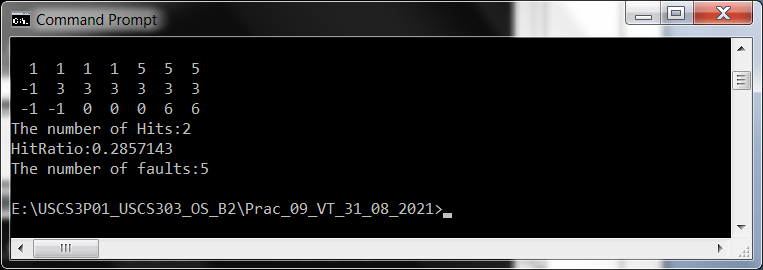 Command Prompt
1 1 1 1 5 5 5
-1 3 3 3 3 3 3
-1 -1 0 0 0 6 6
The number of Hits:2
HitRatio:0.2857143
The number of faults:5
E:\USCS3P01_USCS303_OS_B2\Prac_09_VT_31_08_2021>